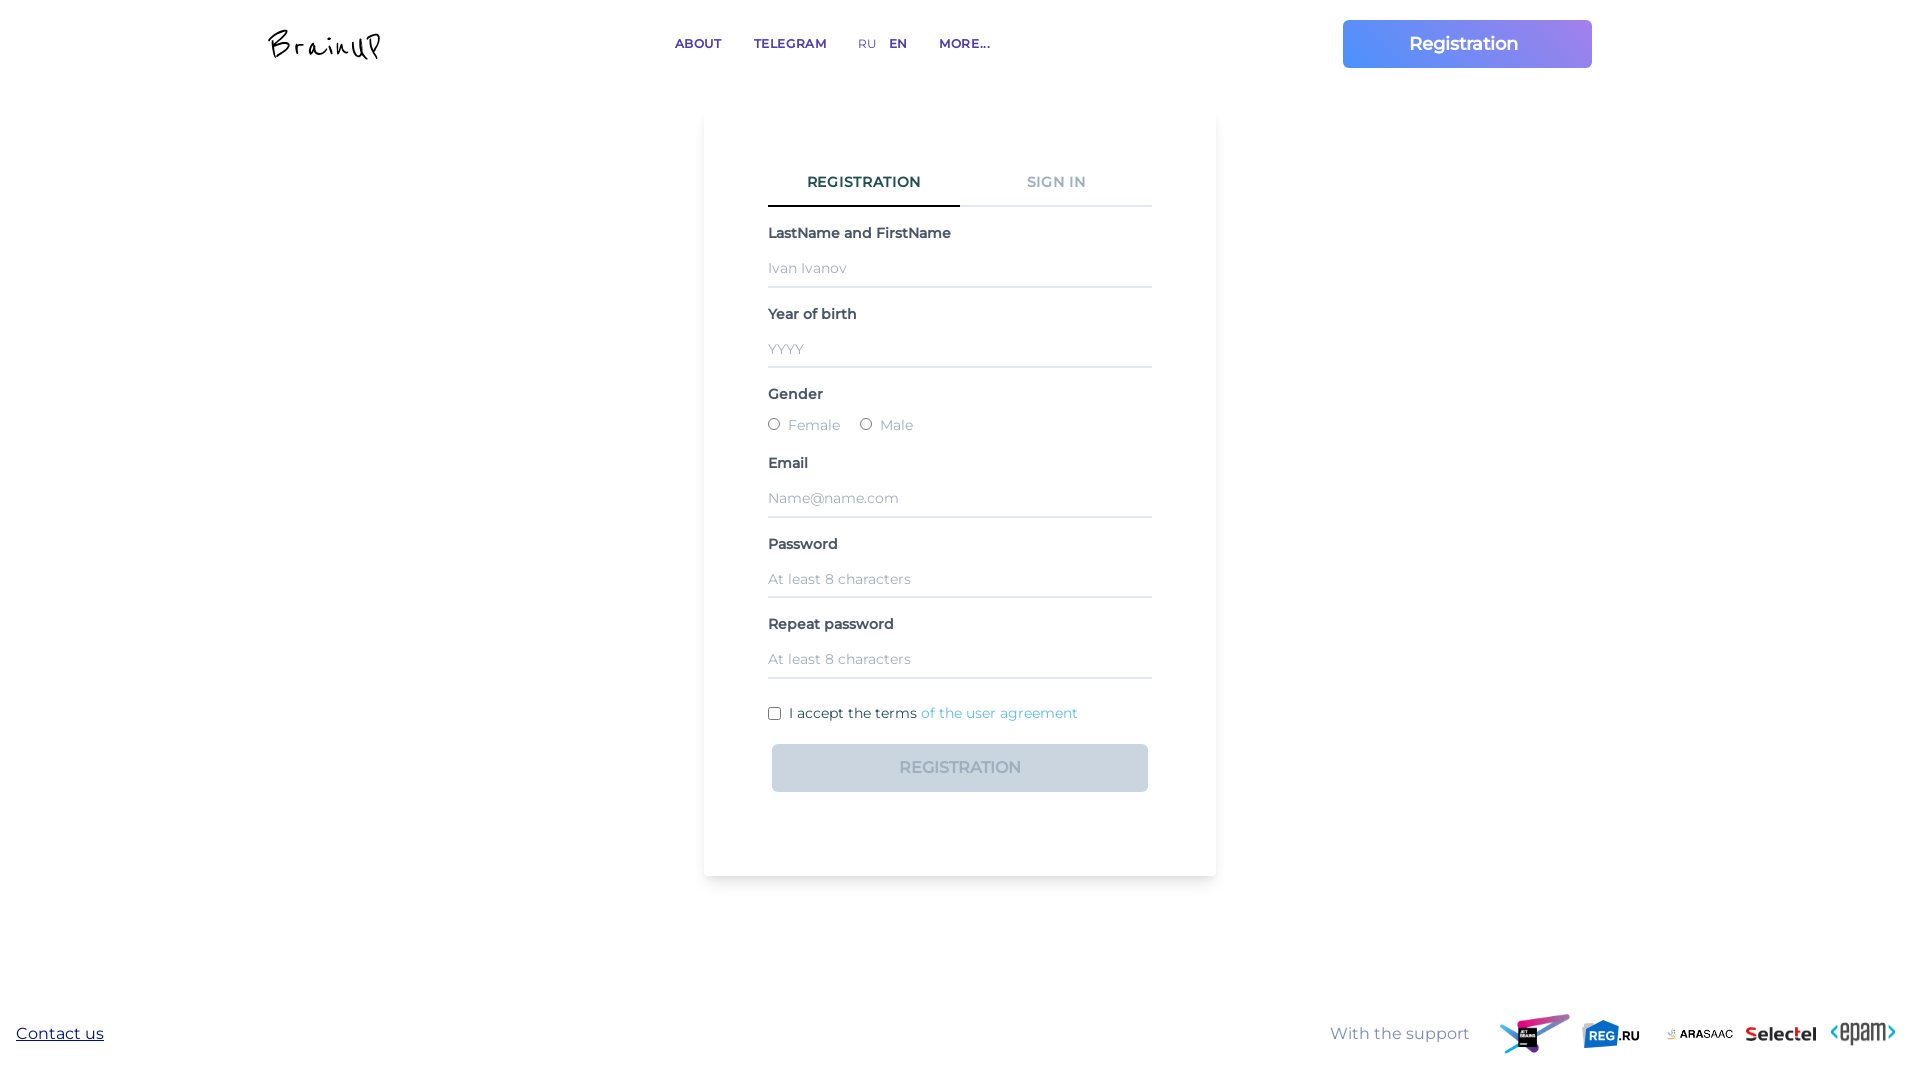 BrainUP
ABOUT TELEGRAM RU EN MORE... Registration
REGISTRATION SIGN IN
LastName and FirstName
Ivan Ivanov
Year of birth
YYYY
Gender
Female Male
Email
Name@name.com
Password
At least 8 characters
Repeat password
At least 8 characters
I accept the terms of the user agreement
REGISTRATION
Contact us With the support JET BRAINS REG.RU ARASAAC Selectel <epam>